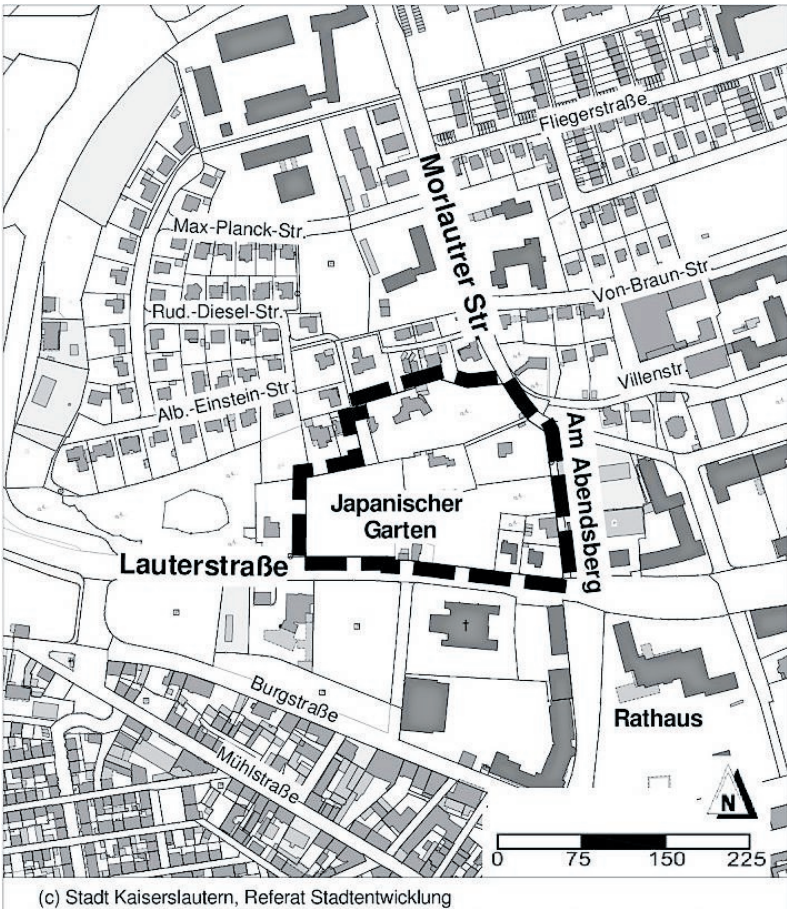 Fliegerstraße
Morlautrer Str
Max-Planck-Str.
Von-Braun-Str
Rud.-Diesel-Str.
Villenstr.
Alb.-Einstein-Str.
Am Abendsberg
Japanischer
Garten
Lauterstraße
Burgstraße
Rathaus
Mühlstraße
N
0 75 150 225
(c) Stadt Kaiserslautern, Referat Stadtentwicklung